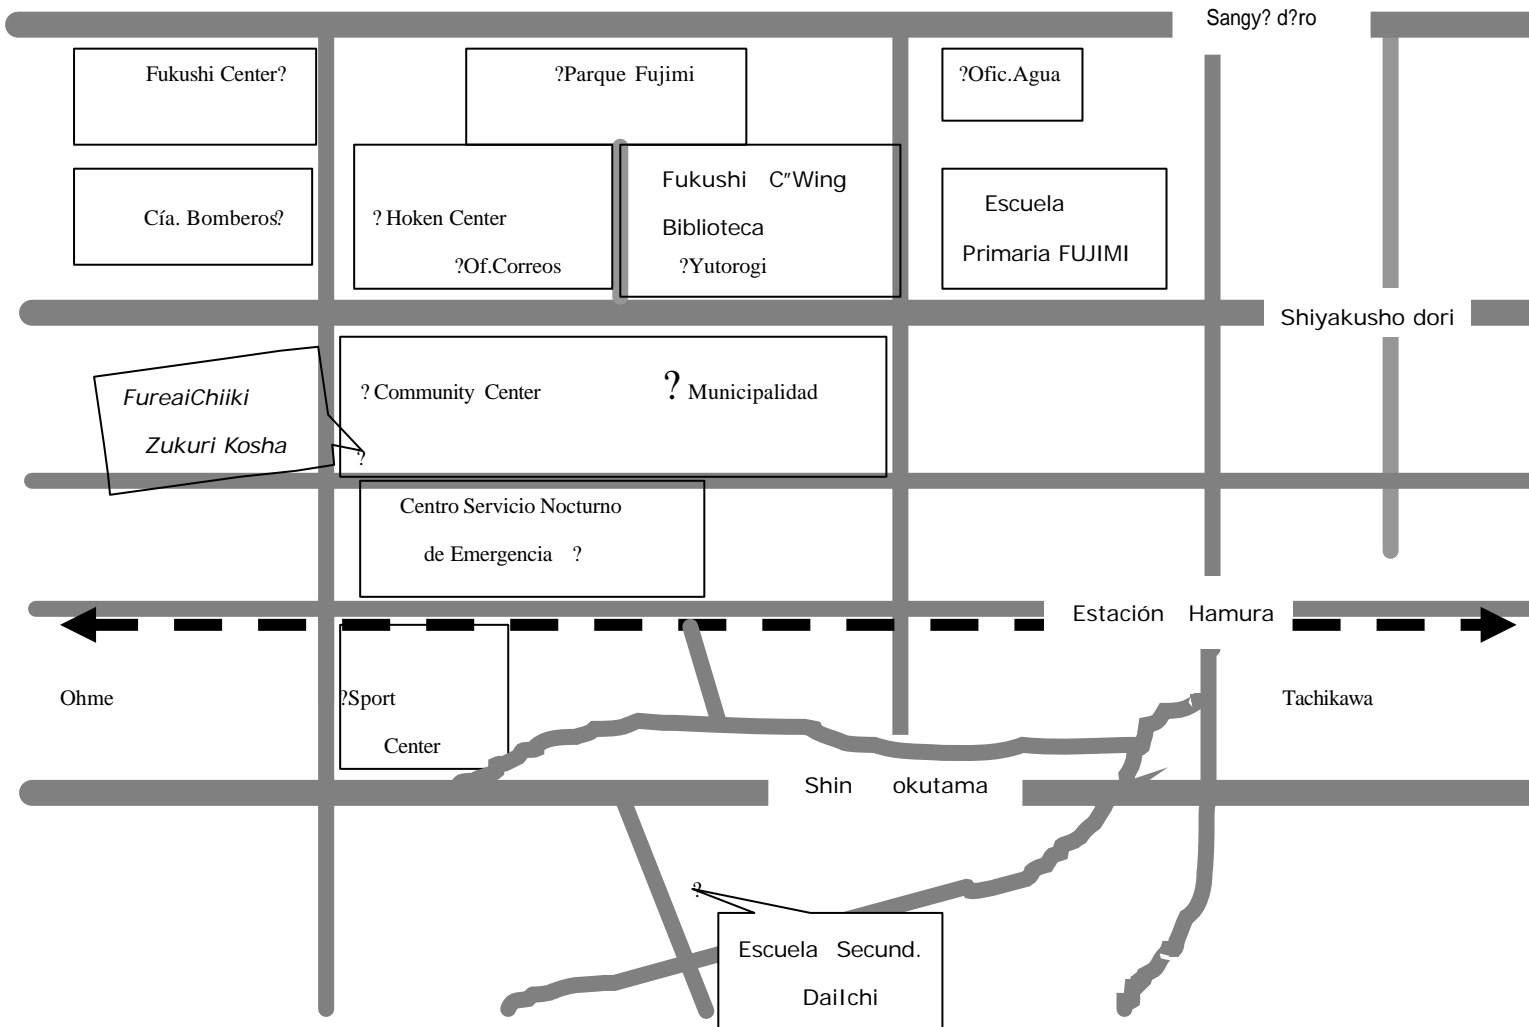 Sangy? d?ro
Fukushi Center?
?Parque Fujimi
?Ofic.Agua
Cía. Bomberos?
? Hoken Center
?Of.Correos
Fukushi C”Wing
Biblioteca
?Yutorogi
Escuela
Primaria FUJIMI
Shiyakusho dori
FureaiChiiki
Zukuri Kosha
?
? Community Center
? Municipalidad
Centro Servicio Nocturno
de Emergencia ?
Estación Hamura
Ohme
?Sport
Center
Tachikawa
Shin okutama
?
Escuela Secund.
DaiIchi